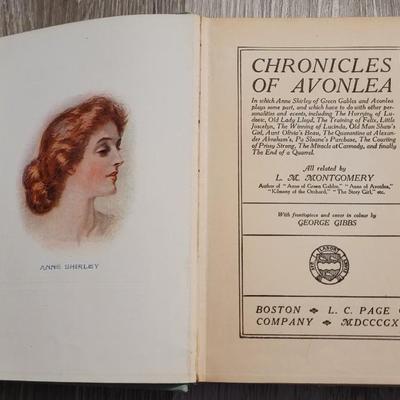 ANNE SHIRLEY
CHRONICLES
OF AVONLEA
In which Anne Shirley of Green Gables and Avonlea
plays some part, and which have to do with other per-
sonalities and events, including The Hurrying of Lu-
dovic, Old Lady Lloyd, The Training of Felix, Little
Joscelyn, The Winning of Lucinda, Old Man Shaw's
Girl, Aunt Olivia's Beau, The Quarantine at Alexan-
der Abraham's, Pa Sloane's Purchase, The Courting
of Prissy Strong, The Miracle at Carmody, and finally
The End of a Quarrel.
All related by
L. M. MONTGOMERY
Author of "Anne of Green Gables," "Anne of Avonlea,"
"Kilmeny of the Orchard," "The Story Girl," etc.
With frontispiece and cover in colour by
GEORGE GIBBS
BOSTON L. C. PAGE
COMPANY MDCCCGX